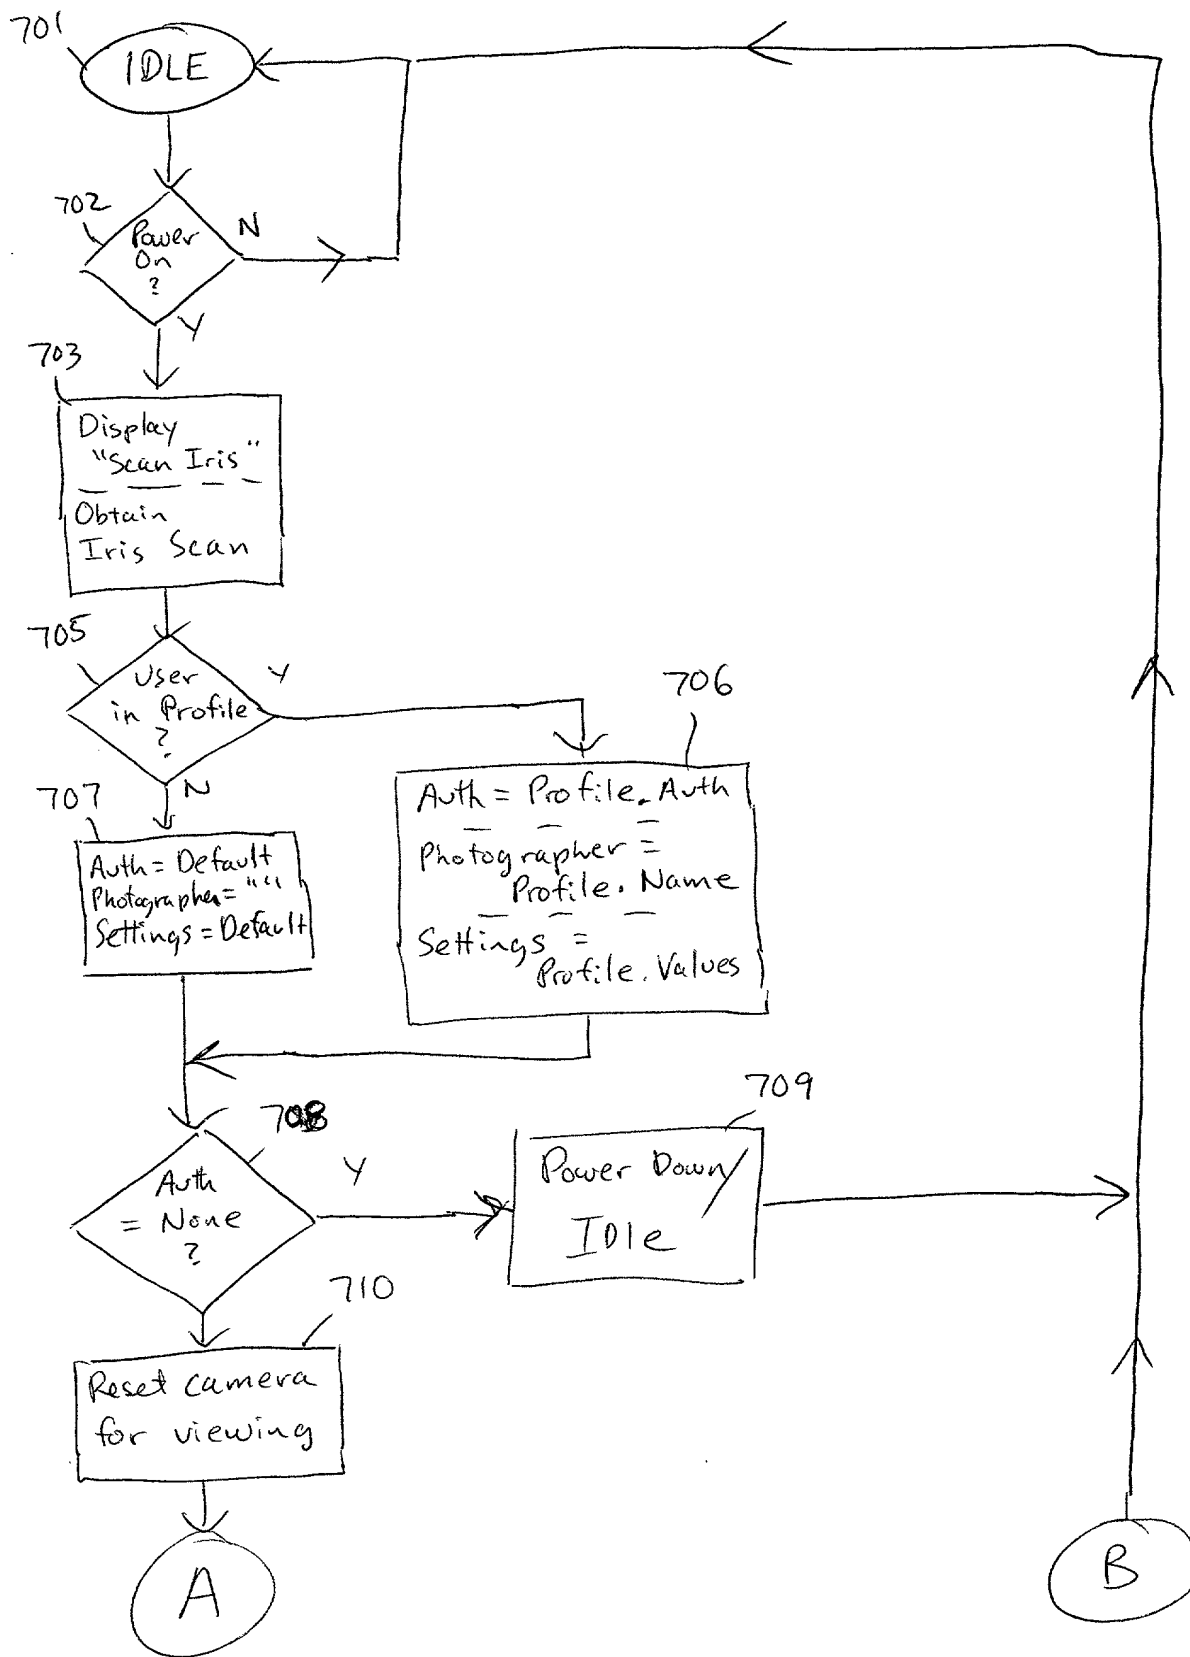 701
IDLE
702
Power
On
?
N
Y
703
Display
"Scan Iris"
Obtain
Iris Scan
705
User
in Profile
?
Y
N
706
Auth = Profile.Auth
Photographer =
Profile.Name
Settings =
Profile.Values
707
Auth = Default
Photographer = ""
Settings = Default
708
Auth
= None
?
Y
709
Power Down/
IDle
710
Reset camera
for viewing
A
B